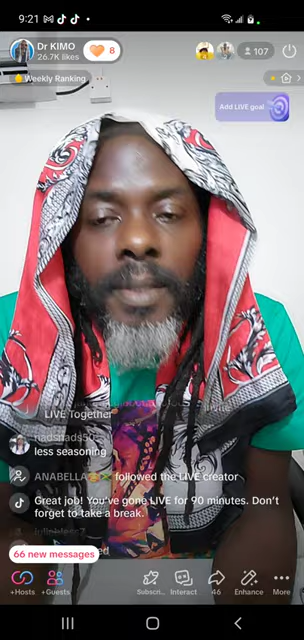 9:21
Dr KIMO
26.7K likes
8
107
Weekly Ranking
Add LIVE goal
LIVE Together
Invite
nadsnads50
less seasoning
ANABELLA followed the LIVE creator
Great job! You've gone LIVE for 90 minutes. Don't
forget to take a break.
66 new messages
+Hosts
+Guests
Subscri...
Interact
46
Enhance
More